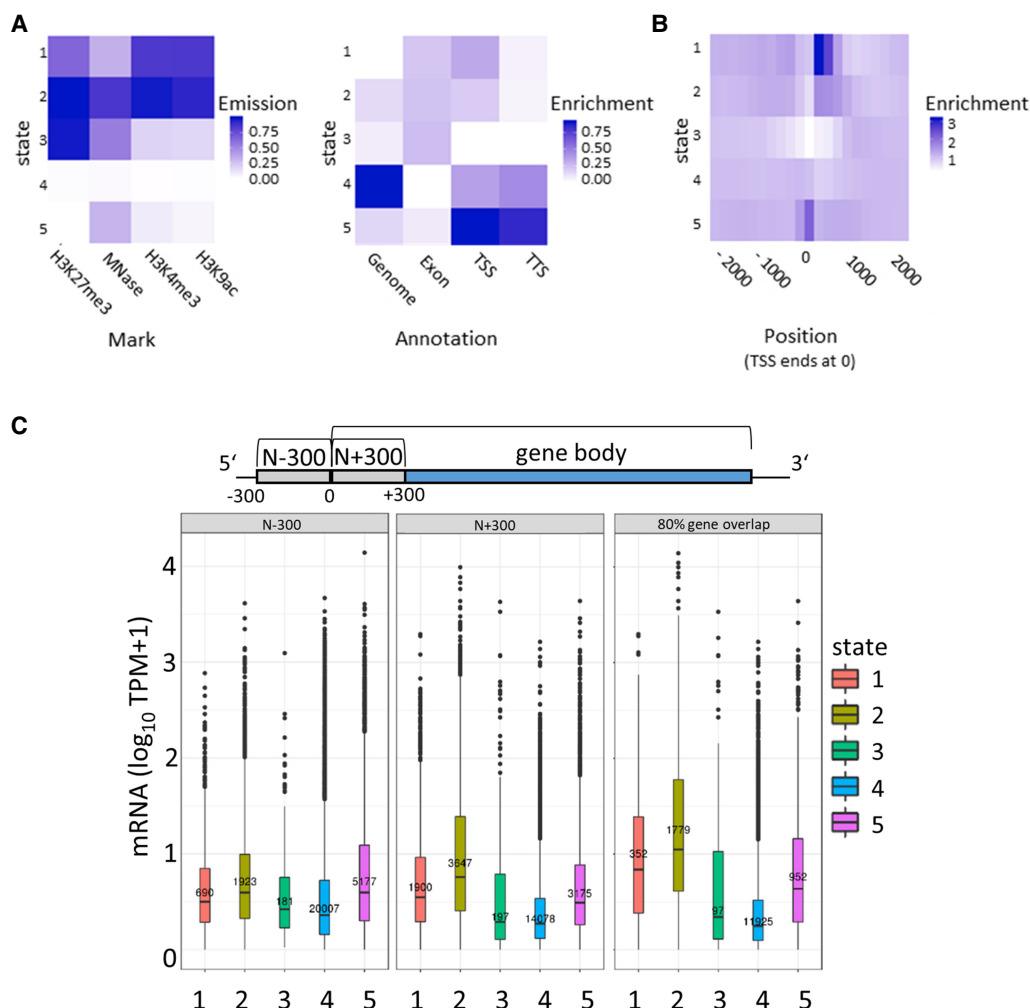 A
1
2
3
4
5
state
H3K27me3
MNase
H3K4me3
H3K9ac
Mark
Emission
0.75
0.50
0.25
0.00
1
2
3
4
5
state
Genome
Exon
TSS
TTS
Annotation
Enrichment
0.75
0.50
0.25
0.00
B
1
2
3
4
5
state
- 2000
- 1000
0
1000
2000
Position
(TSS ends at 0)
Enrichment
3
2
1
C
5‘
N-300
N+300
gene body
3‘
-300
0
+300
N-300
N+300
80% gene overlap
mRNA (log10 TPM+1)
4
3
2
1
0
690
1923
181
20007
5177
1900
3647
197
14078
3175
352
1779
97
11925
952
1 2 3 4 5
1 2 3 4 5
1 2 3 4 5
state
1
2
3
4
5